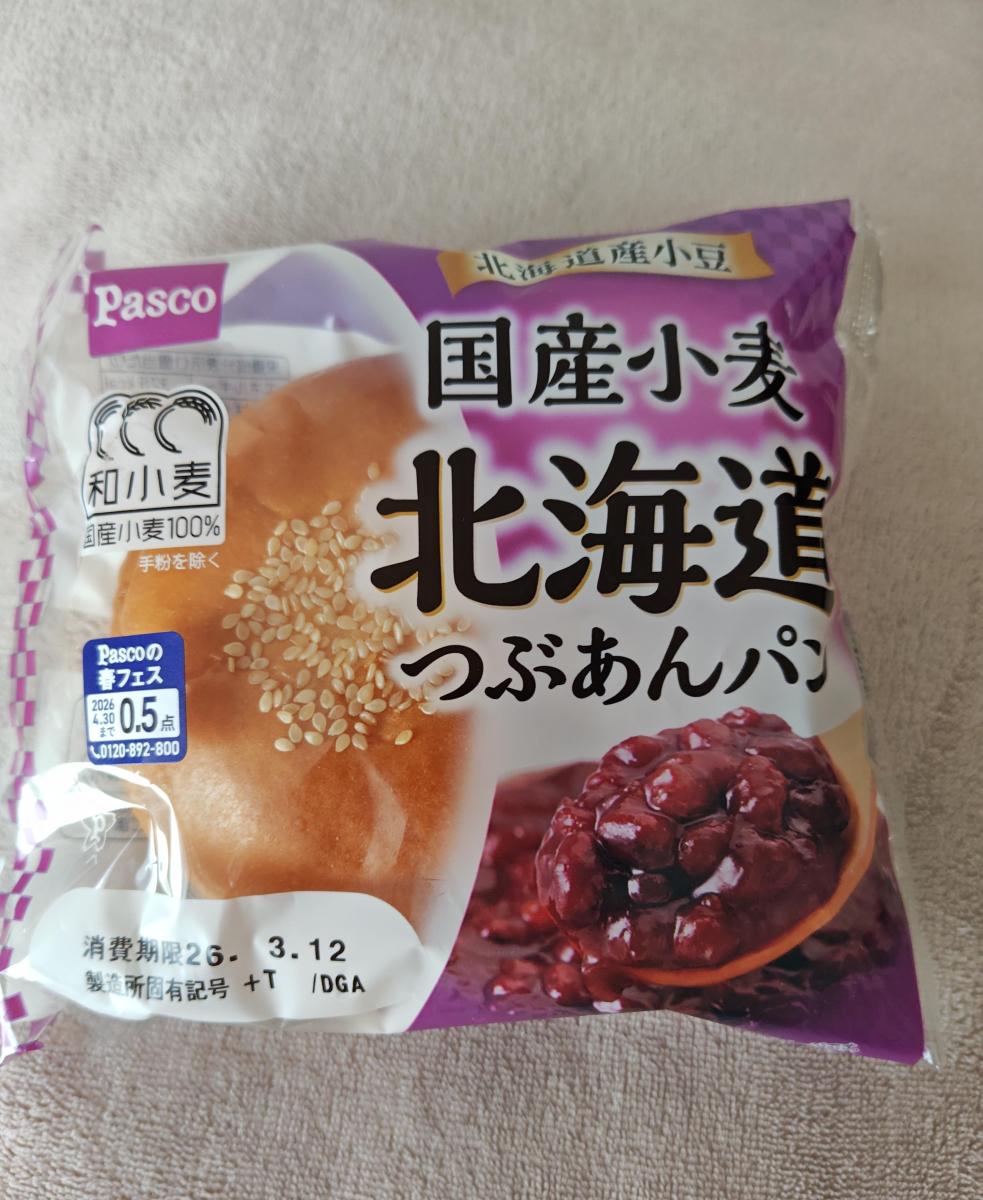 Pasco
北海道産小豆
国産小麦
北海道
つぶあんパン
和小麦
国産小麦100%
手粉を除く
Pascoの
春フェス
2026
4.30
まで
0.5点
0120-892-800
消費期限26. 3.12
製造所固有記号 +T /DGA